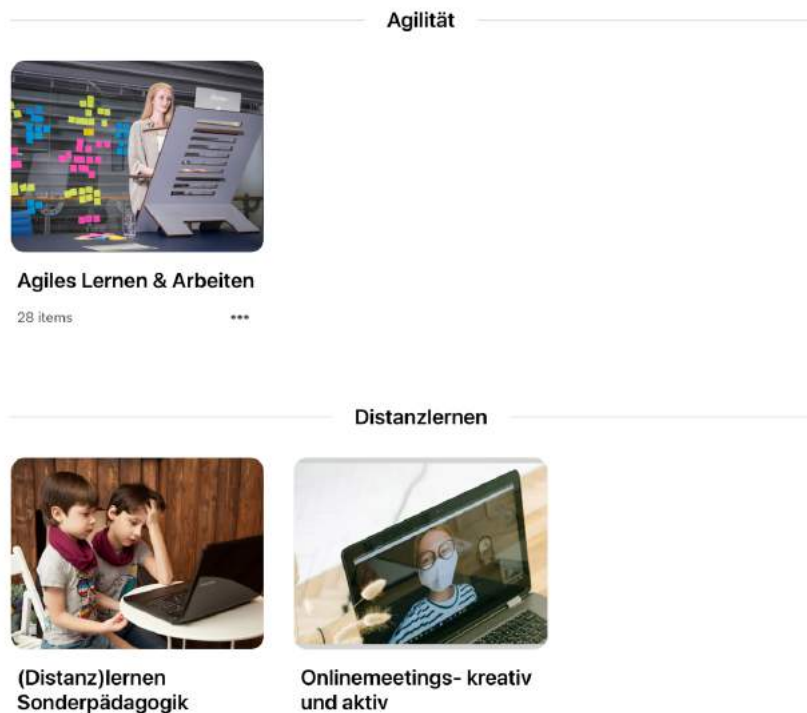 Agilität
Agiles Lernen & Arbeiten
28 items
•••
Distanzlernen
(Distanz)lernen
Sonderpädagogik
Onlinemeetings- kreativ
und aktiv